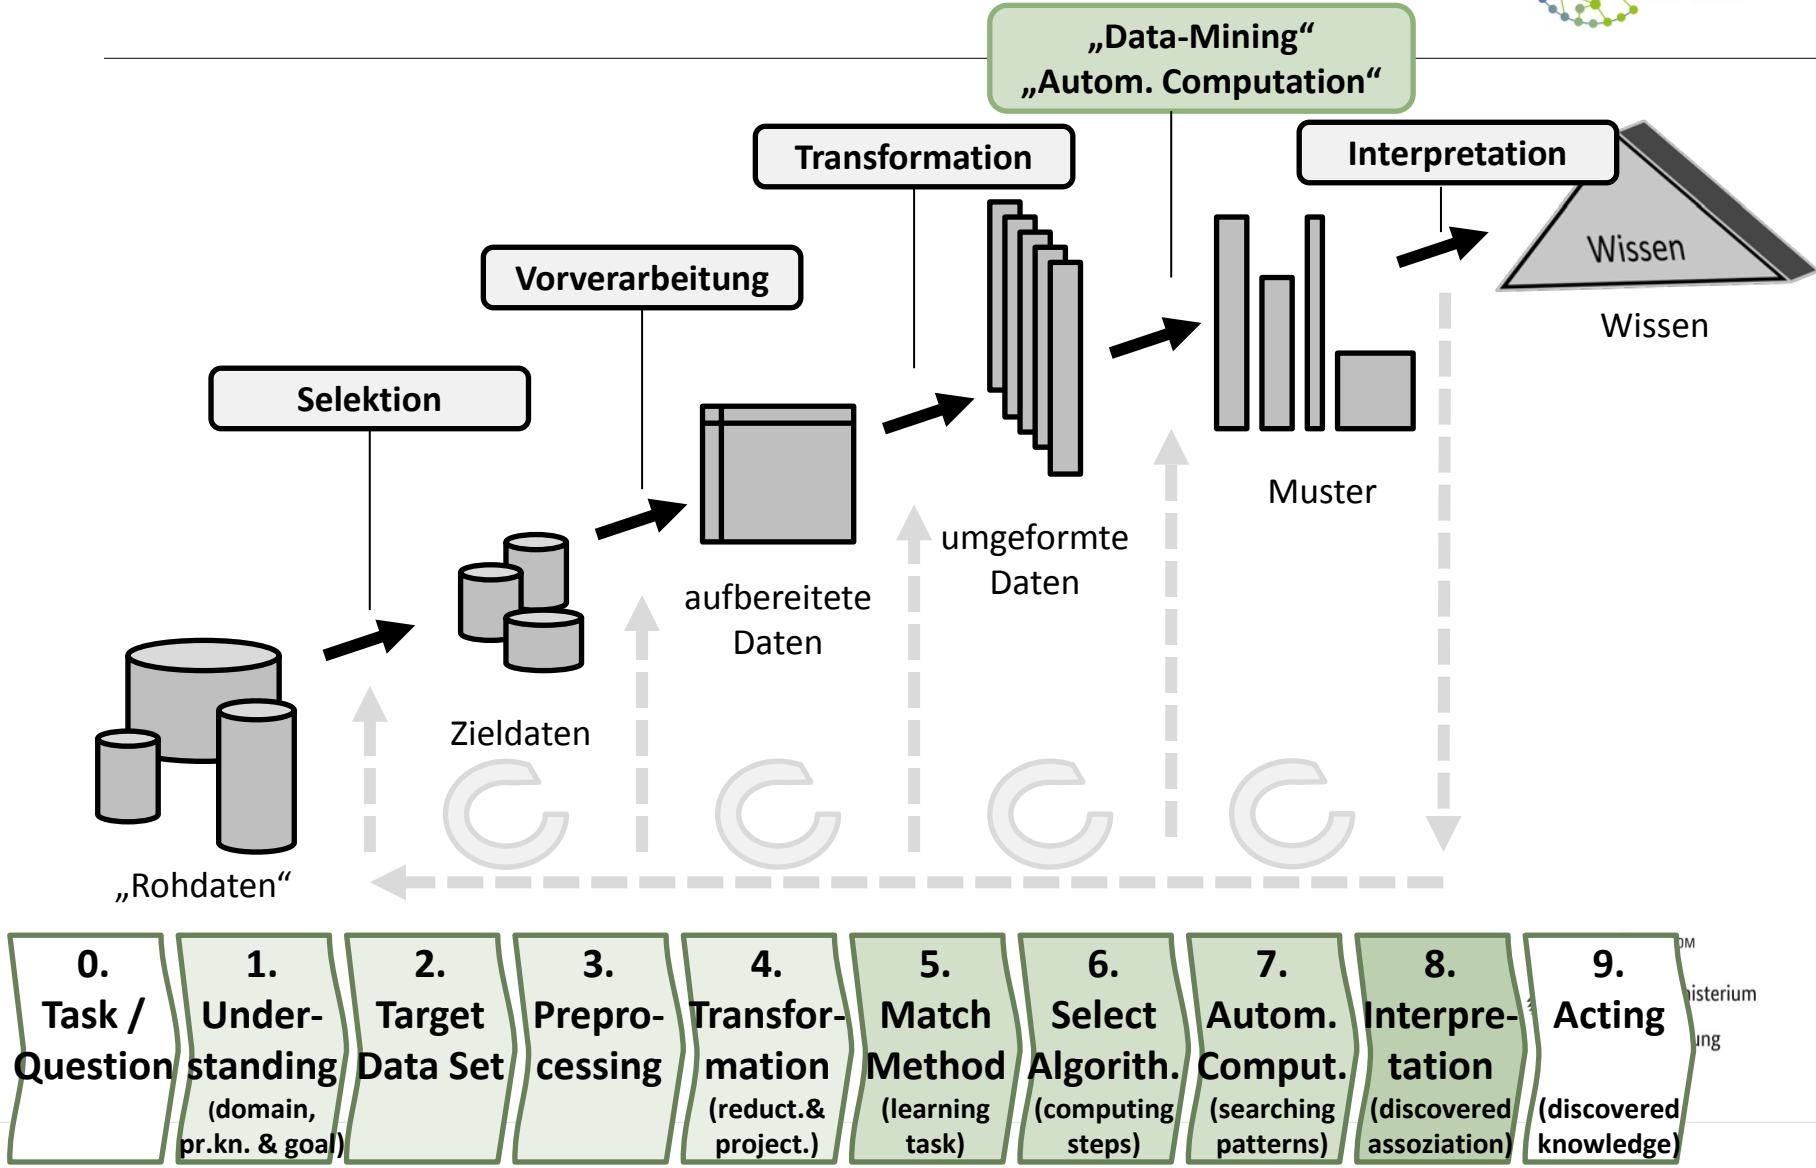 „Data-Mining“
„Autom. Computation“
Transformation
Interpretation
Wissen
Wissen
Vorverarbeitung
Selektion
Muster
umgeformte
Daten
aufbereitete
Daten
Zieldaten
„Rohdaten“
0.
Task /
Question
1.
Under-
standing
(domain,
pr.kn. & goal)
2.
Target
Data Set
3.
Prepro-
cessing
4.
Transfor-
mation
(reduct.&
project.)
5.
Match
Method
(learning
task)
6.
Select
Algorith.
(computing
steps)
7.
Autom.
Comput.
(searching
patterns)
8.
Interpre-
tation
(discovered
assoziation)
9.
Acting
(discovered
knowledge)